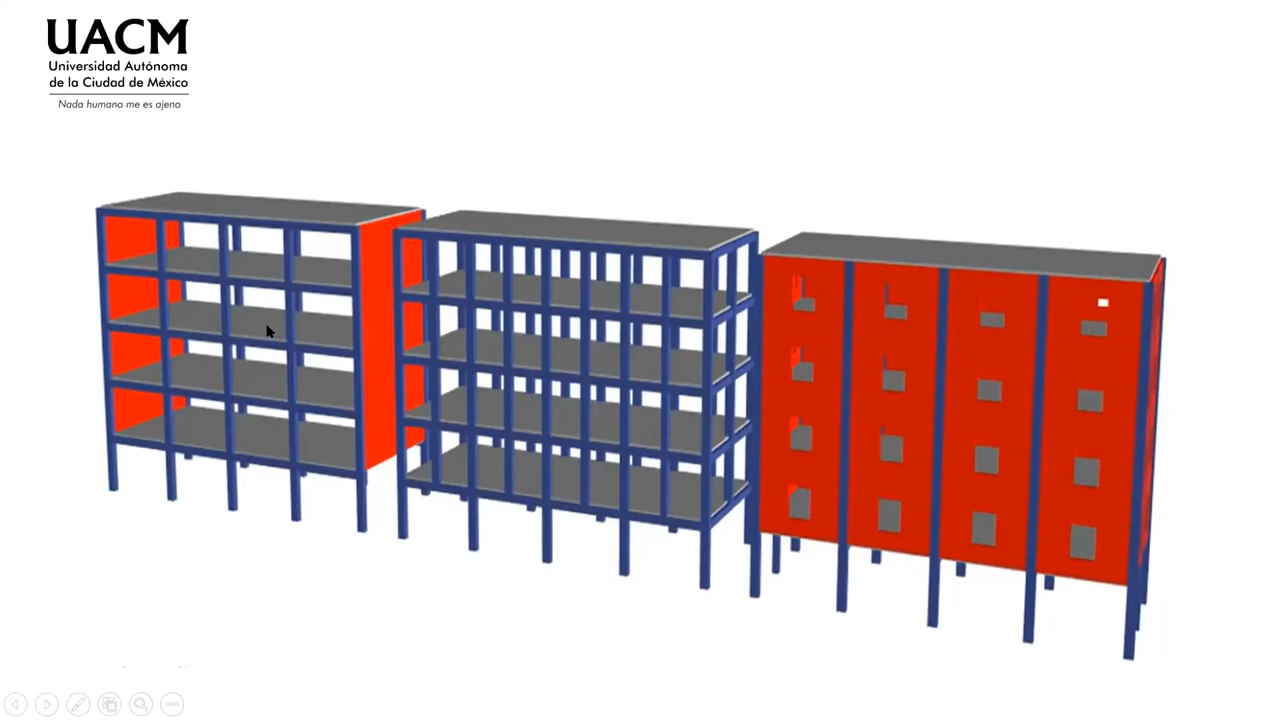 UACM
Universidad Autónoma
de la Ciudad de México
Nada humano me es ajeno